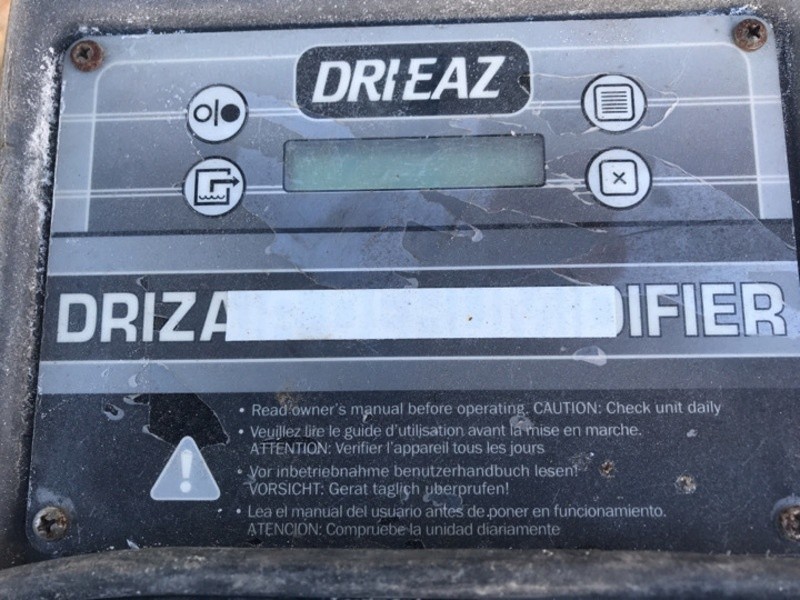 DRIEAZ
DRIZA DIFIER
• Read owner's manual before operating. CAUTION: Check unit daily
• Veuillez lire le guide d'utilisation avant la mise en marche.
ATTENTION: Verifier l'appareil tous les jours
• Vor inbetriebnahme benutzerhandbuch lesen!
VORSICHT: Gerat taglich uberprufen!
• Lea el manual del usuario antes de poner en funcionamiento.
ATENCION: Compruebe la unidad diariamente